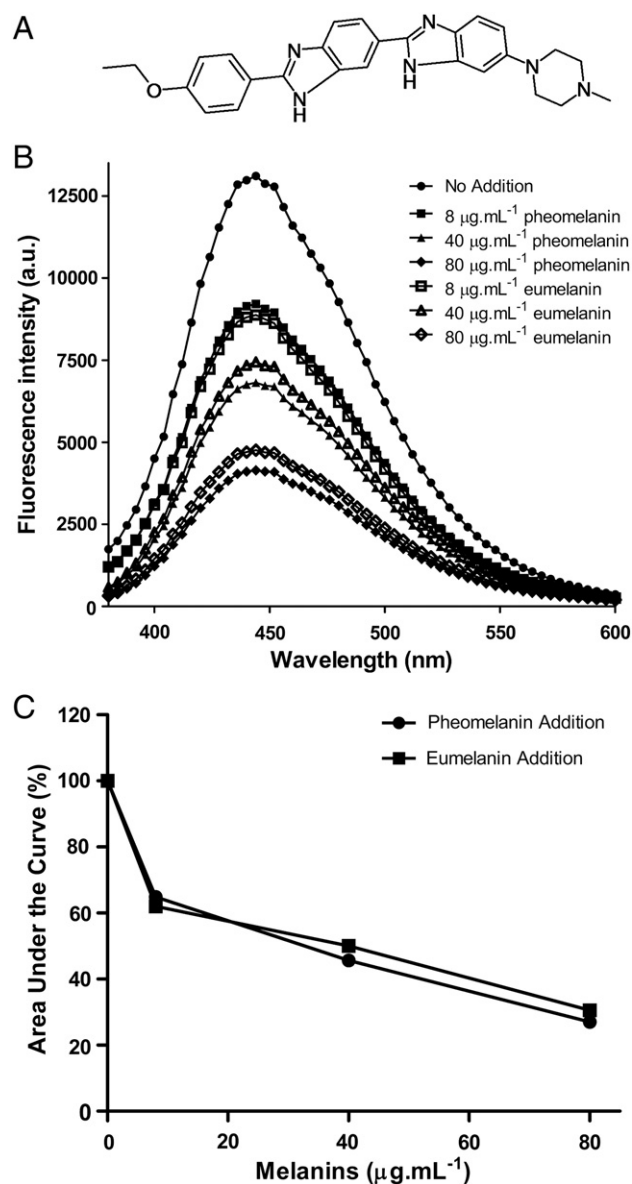 A
O
N
N
H
N
N
H
N
N
B
Fluorescence intensity (a.u.)
12500
10000
7500
5000
2500
0
400
450
500
550
600
Wavelength (nm)
No Addition
8 μg.mL⁻¹ pheomelanin
40 μg.mL⁻¹ pheomelanin
80 μg.mL⁻¹ pheomelanin
8 μg.mL⁻¹ eumelanin
40 μg.mL⁻¹ eumelanin
80 μg.mL⁻¹ eumelanin
C
Area Under the Curve (%)
120
100
80
60
40
20
0
0
20
40
60
80
Melanins (μg.mL⁻¹)
Pheomelanin Addition
Eumelanin Addition